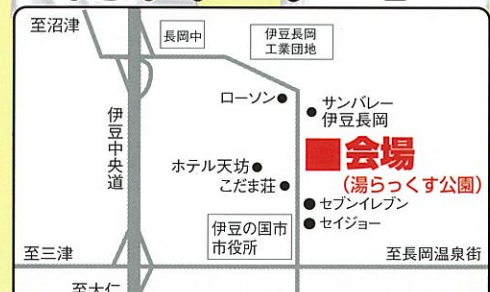 至沼津
長岡中
伊豆長岡
工業団地
ローソン
サンバレー
伊豆長岡
伊豆中央道
会場
(湯らっくす公園)
ホテル天坊
こだま荘
セブンイレブン
セイジョー
伊豆の国市
市役所
至三津
至長岡温泉街
至大仁